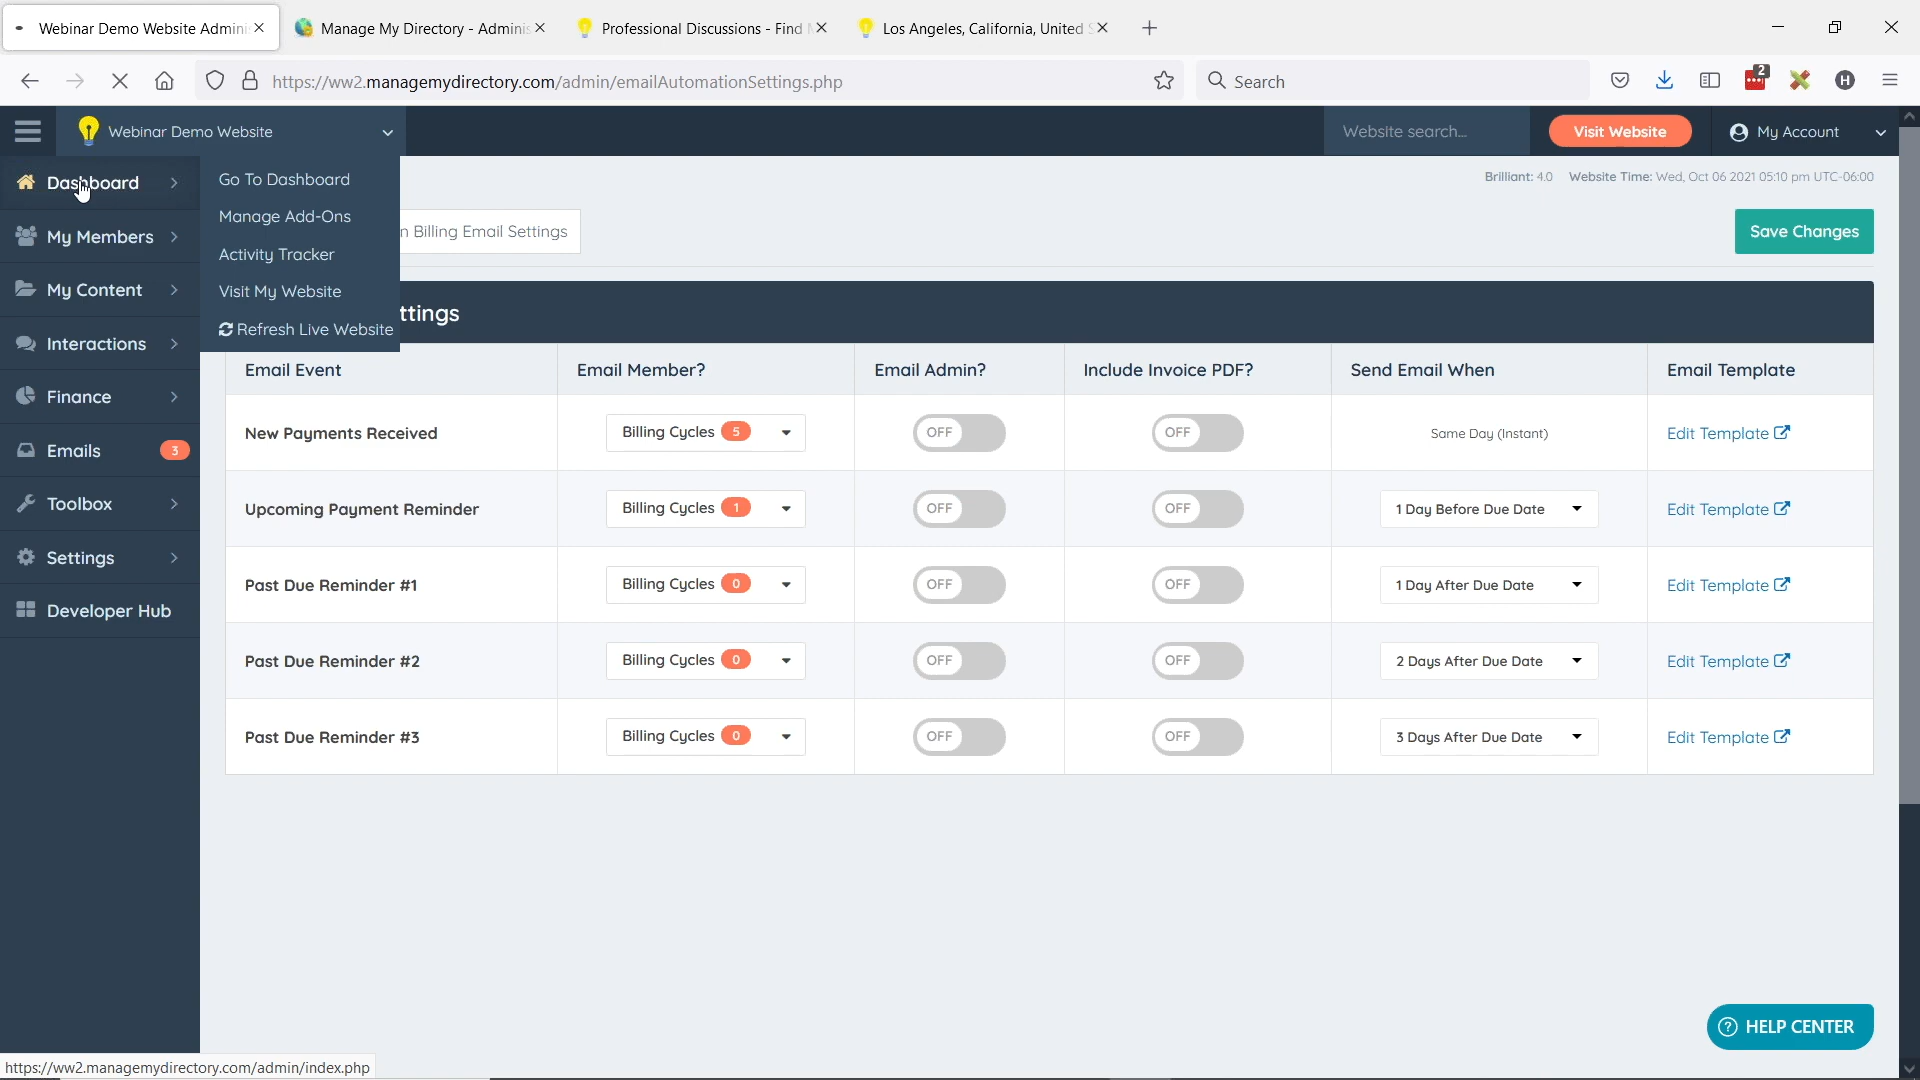 Webinar Demo Website Admini
Manage My Directory - Adminis
Professional Discussions - Find
Los Angeles, California, United S
https://ww2.managemydirectory.com/admin/emailAutomationSettings.php
Search
2
H
Webinar Demo Website
Website search...
Visit Website
My Account
Dashboard
My Members
My Content
Interactions
Finance
Emails 3
Toolbox
Settings
Developer Hub
Go To Dashboard
Manage Add-Ons
Activity Tracker
Visit My Website
Refresh Live Website
Brilliant: 4.0 Website Time: Wed, Oct 06 2021 05:10 pm UTC-06:00
n Billing Email Settings
Save Changes
ttings
Email Event Email Member? Email Admin? Include Invoice PDF? Send Email When Email Template
New Payments Received Billing Cycles 5 OFF OFF Same Day (Instant) Edit Template
Upcoming Payment Reminder Billing Cycles 1 OFF OFF 1 Day Before Due Date Edit Template
Past Due Reminder #1 Billing Cycles 0 OFF OFF 1 Day After Due Date Edit Template
Past Due Reminder #2 Billing Cycles 0 OFF OFF 2 Days After Due Date Edit Template
Past Due Reminder #3 Billing Cycles 0 OFF OFF 3 Days After Due Date Edit Template
? HELP CENTER
https://ww2.managemydirectory.com/admin/index.php